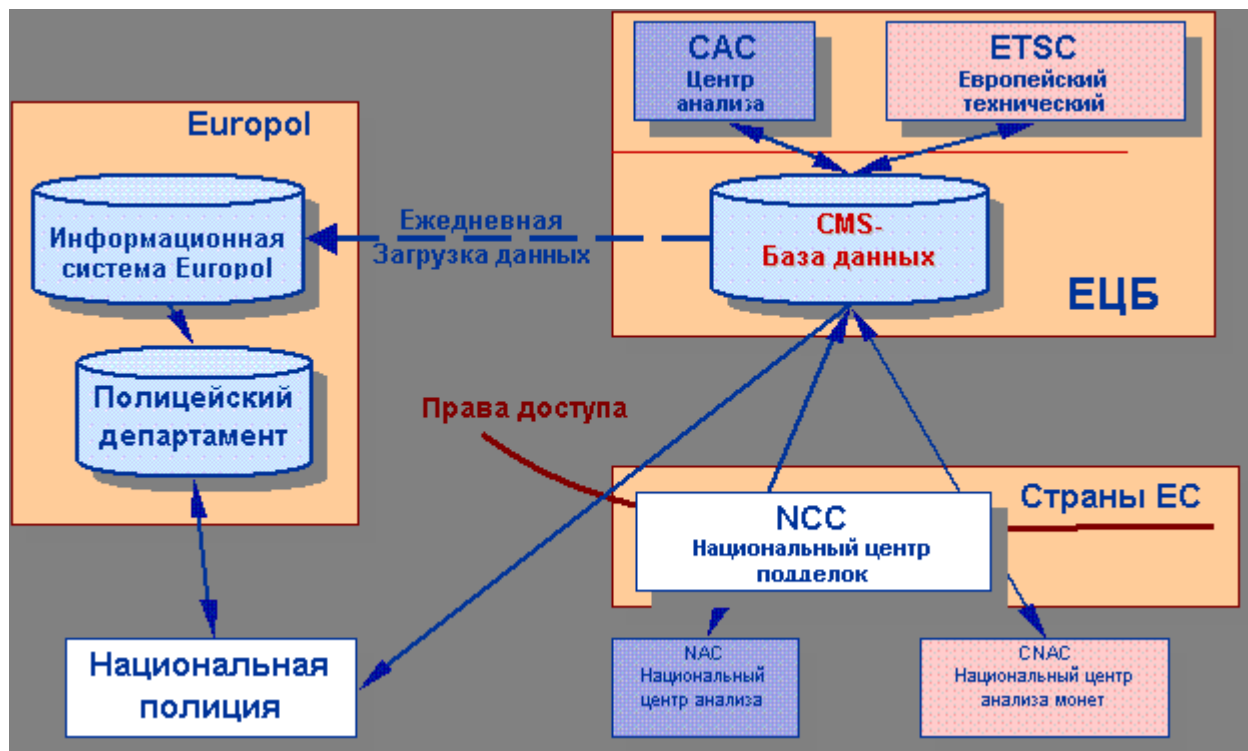 CAC
Центр
анализа
ETSC
Европейский
технический
Europol
Информационная
система Europol
Ежедневная
Загрузка данных
CMS-
База данных
ЕЦБ
Полицейский
департамент
Права доступа
Страны ЕС
NCC
Национальный центр
подделок
Национальная
полиция
NAC
Национальный
центр анализа
CNAC
Национальный центр
анализа монет